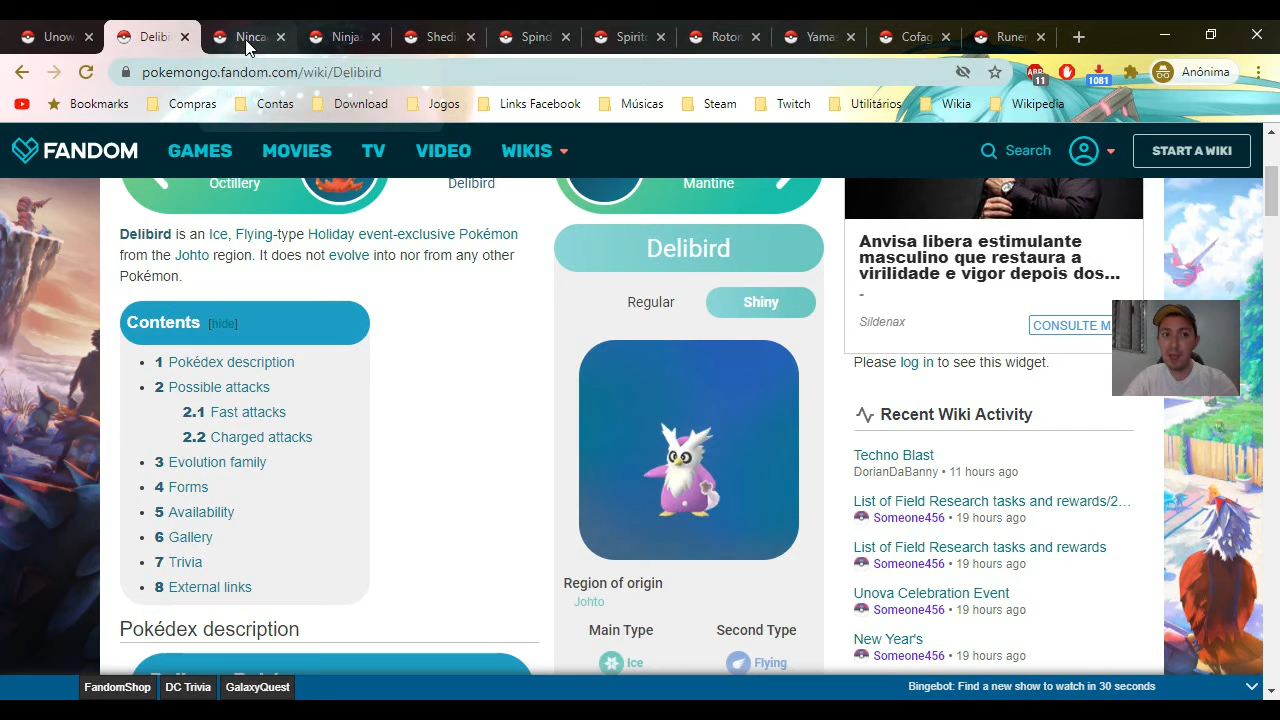 Unow
Delibi
Ninca
Ninja
Shedi
Spind
Spirit
Roton
Yama
Cofag
Runer
pokemongo.fandom.com/wiki/Delibird
11
1081
Anônima
Bookmarks
Compras
Contas
Download
Jogos
Links Facebook
Músicas
Steam
Twitch
Utilitários
Wikia
Wikipedia
FANDOM
GAMES
MOVIES
TV
VIDEO
WIKIS
Search
START A WIKI
Octillery
Delibird
Mantine
Delibird is an Ice, Flying-type Holiday event-exclusive Pokémon
from the Johto region. It does not evolve into nor from any other
Pokémon.
Contents [hide]
1 Pokédex description
2 Possible attacks
2.1 Fast attacks
2.2 Charged attacks
3 Evolution family
4 Forms
5 Availability
6 Gallery
7 Trivia
8 External links
Pokédex description
Delibird
Regular
Shiny
Region of origin
Johto
Main Type
Second Type
Ice
Flying
Anvisa libera estimulante
masculino que restaura a
virilidade e vigor depois dos...
-
Sildenax
CONSULTE M
Please log in to see this widget.
Recent Wiki Activity
Techno Blast
DorianDaBanny • 11 hours ago
List of Field Research tasks and rewards/2...
Someone456 • 19 hours ago
List of Field Research tasks and rewards
Someone456 • 19 hours ago
Unova Celebration Event
Someone456 • 19 hours ago
New Year's
Someone456 • 19 hours ago
FandomShop
DC Trivia
GalaxyQuest
Bingebot: Find a new show to watch in 30 seconds